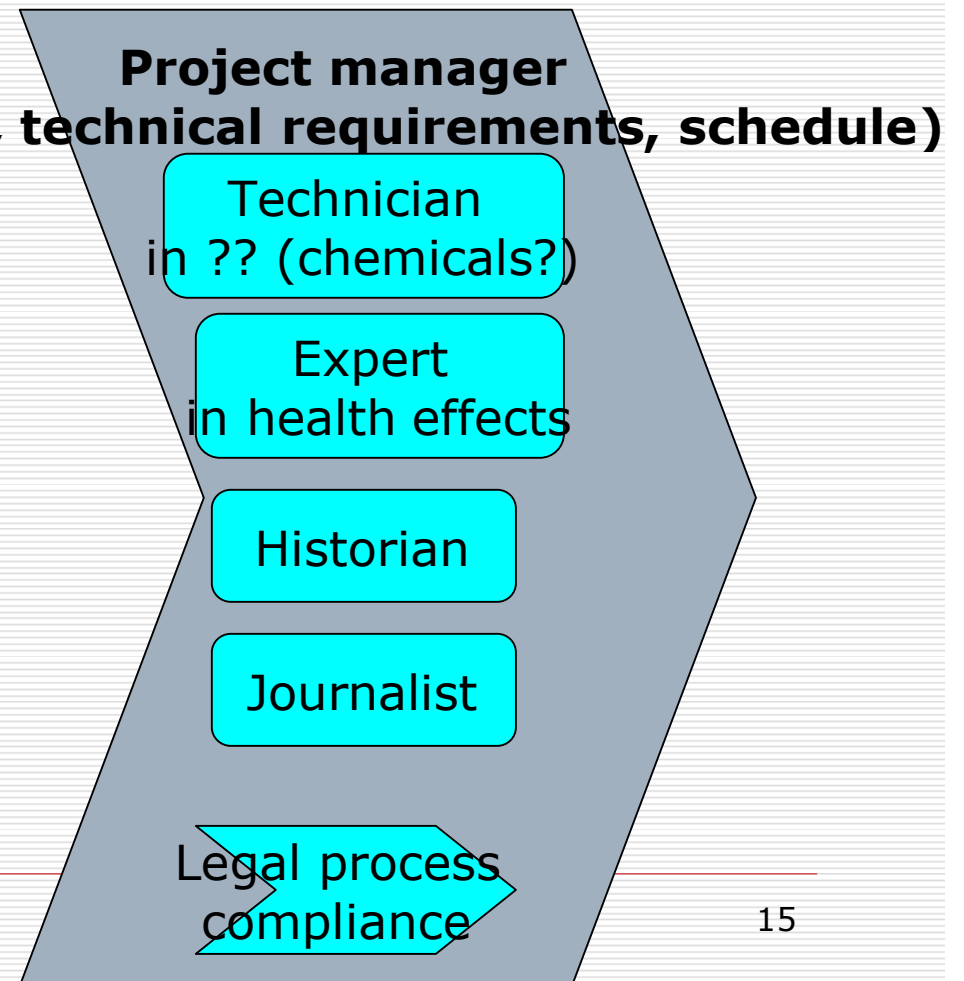 Project manager
, technical requirements, schedule)
Technician
in ?? (chemicals?)
Expert
in health effects
Historian
Journalist
Legal process
compliance
15